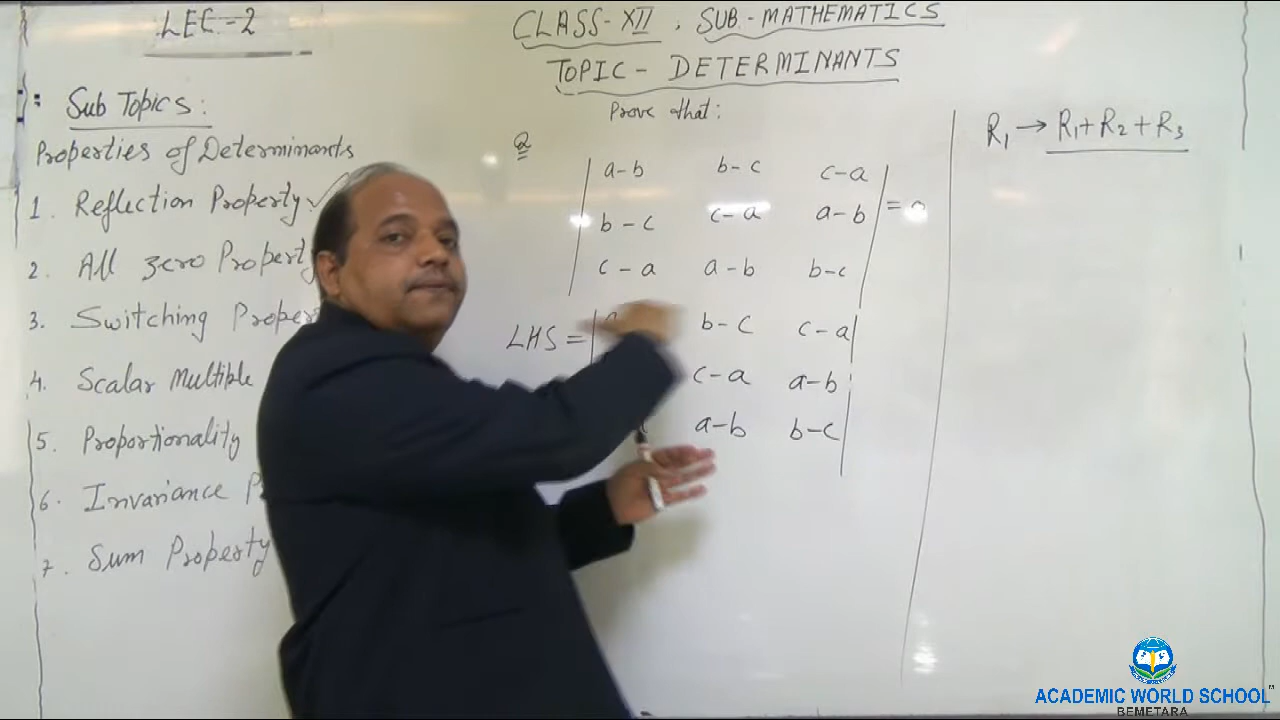 LEC-2
CLASS-XII, SUB.-MATHEMATICS
TOPIC- DETERMINANTS
Sub Topics:
Properties of Determinants
1. Reflection Property
2. All zero Property
3. Switching Proper
4. Scalar Multiple
5. Proportionality
6. Invariance P
7. Sum Property
Prove that:
Q
a-b b-c c-a
b-c c-a a-b = 0
c-a a-b b-c
LHS = b-c c-a
c-a a-b
a-b b-c
R1 → R1+R2+R3
ACADEMIC WORLD SCHOOL
BEMETARA